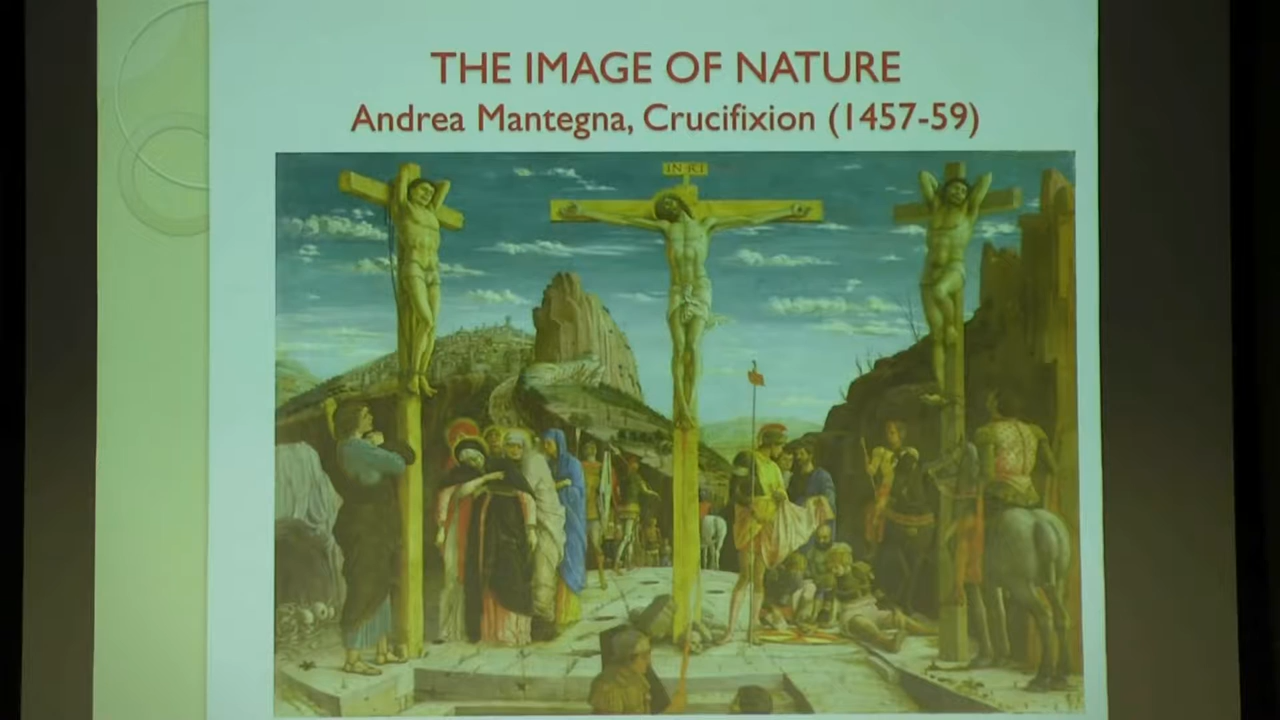 THE IMAGE OF NATURE
Andrea Mantegna, Crucifixion (1457-59)
INRI